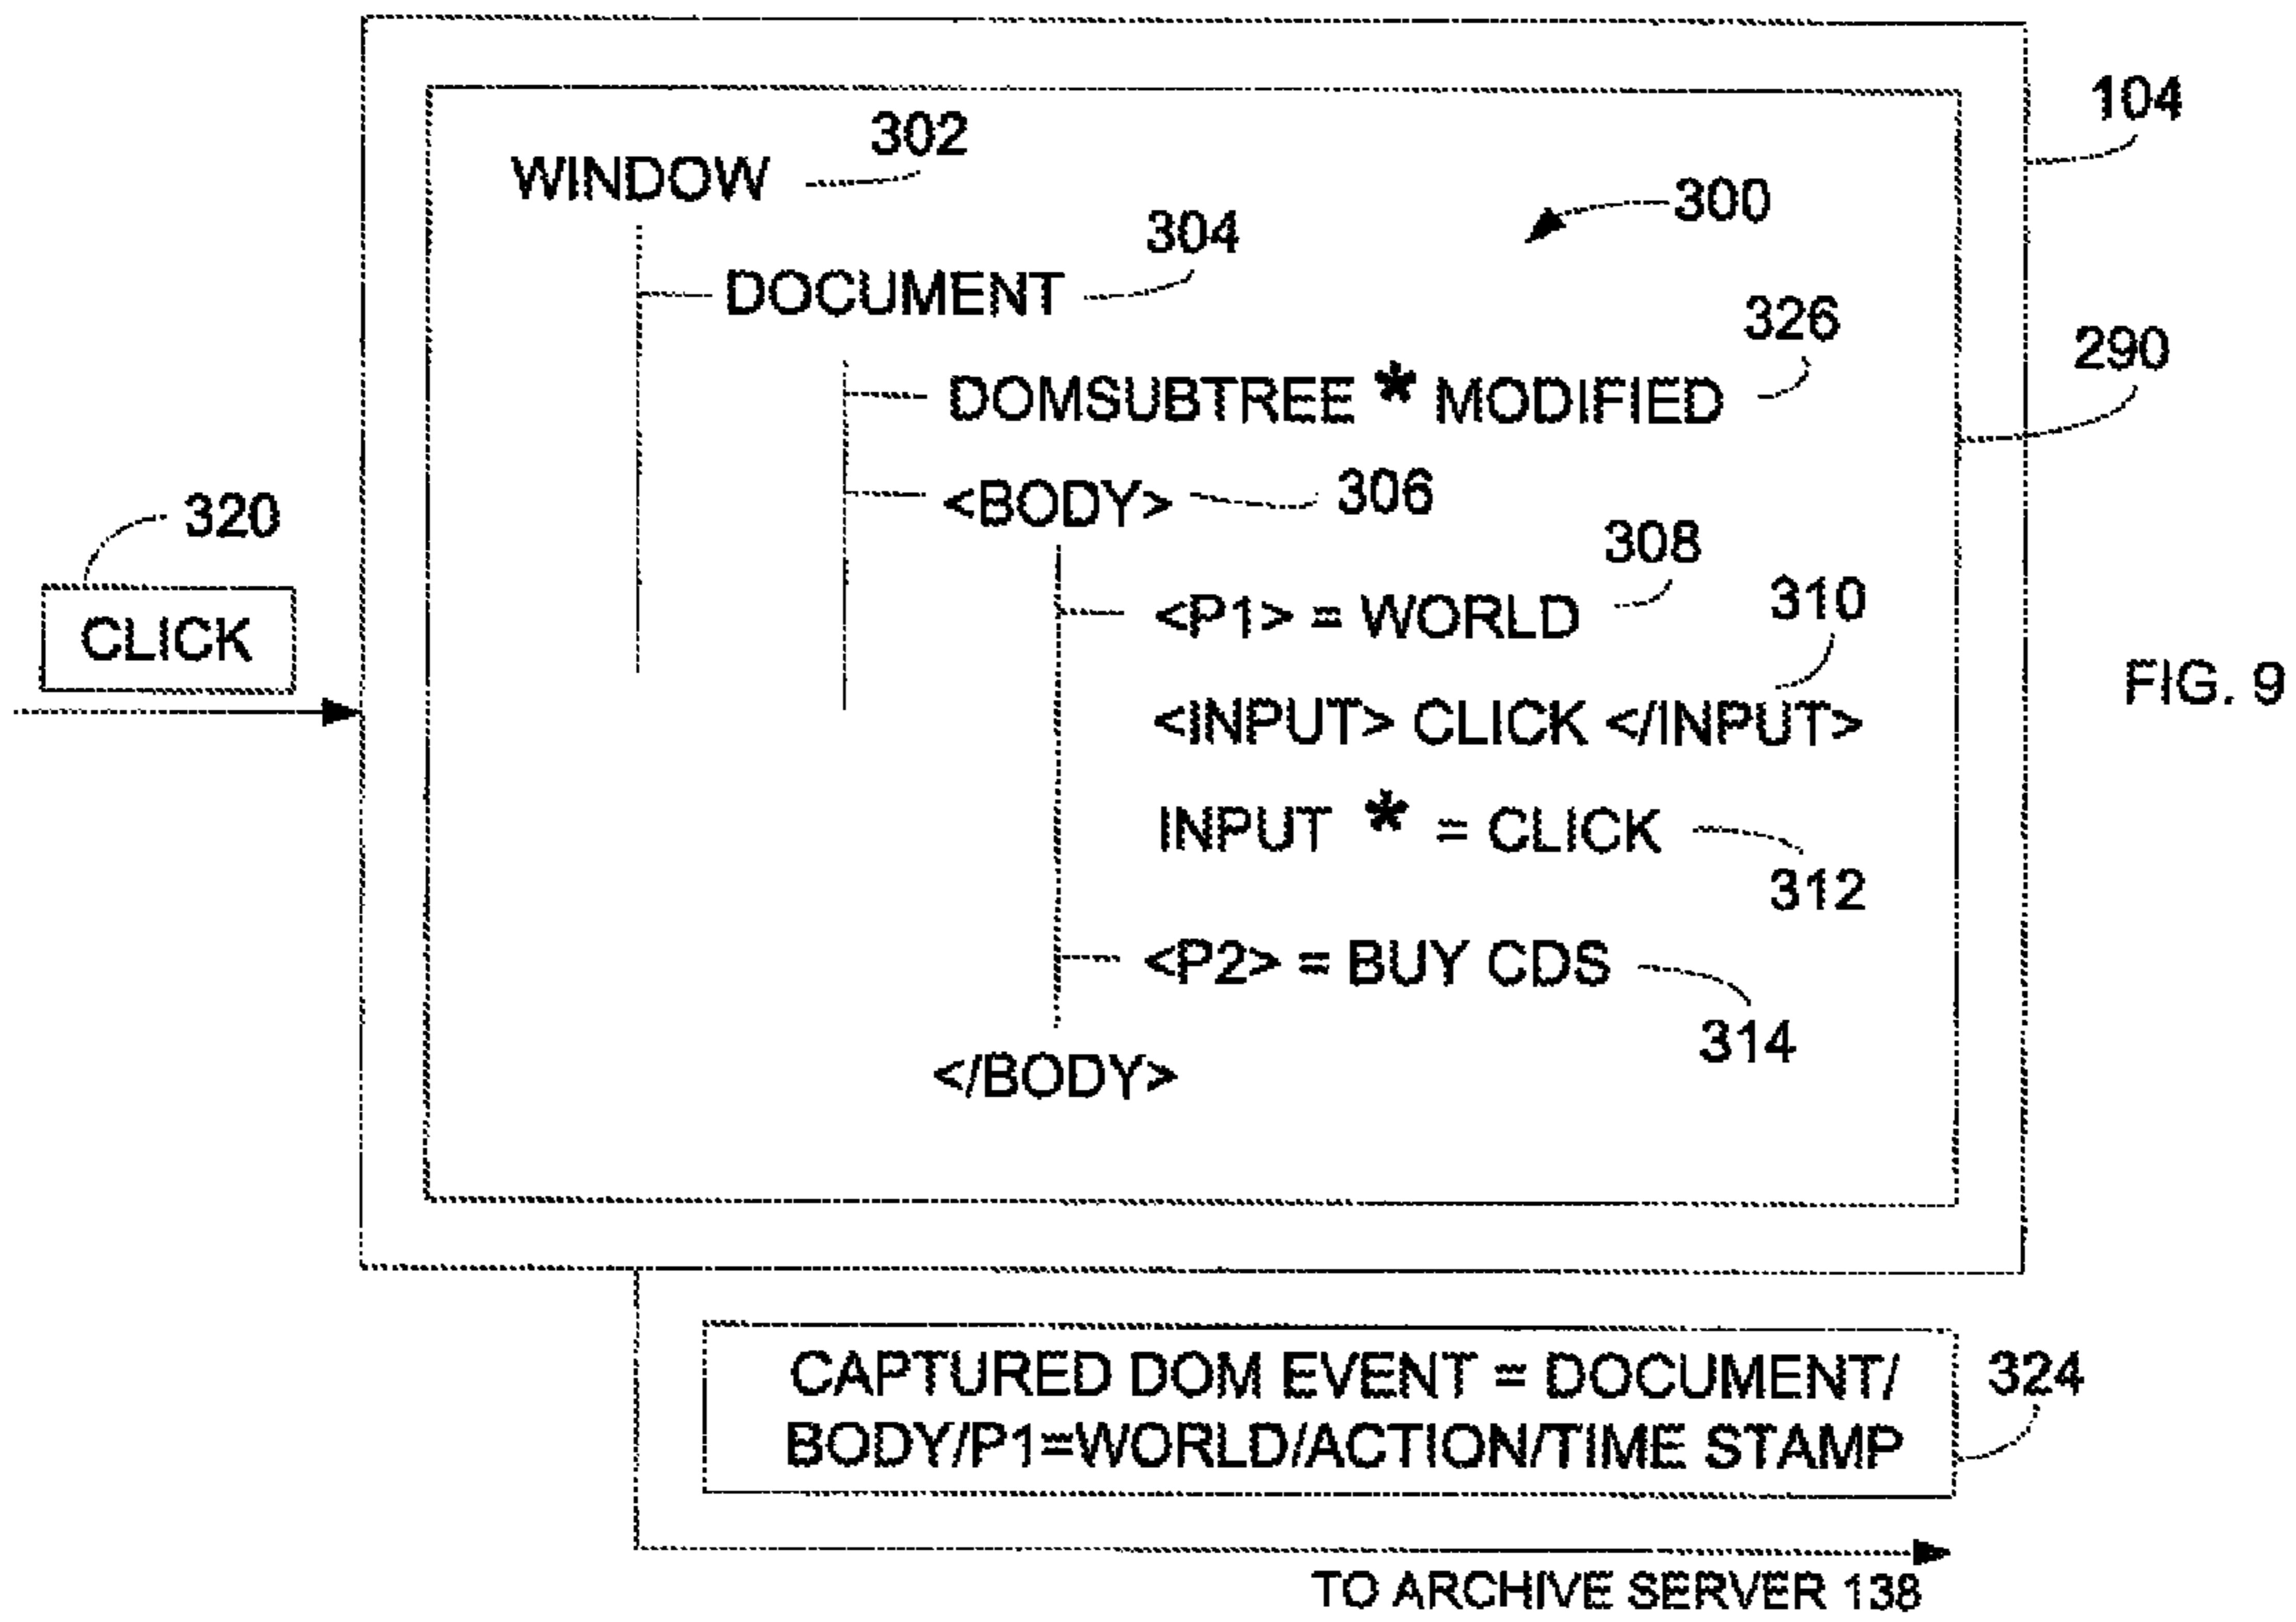 104
302
WINDOW
300
304
DOCUMENT
326
DOMSUBTREE * MODIFIED
290
<BODY>
306
320
308
CLICK
<P1> = WORLD
310
FIG. 9
<INPUT> CLICK </INPUT>
INPUT * = CLICK
312
<P2> = BUY CDS
314
</BODY>
CAPTURED DOM EVENT = DOCUMENT/
BODY/P1=WORLD/ACTION/TIME STAMP
324
TO ARCHIVE SERVER 138